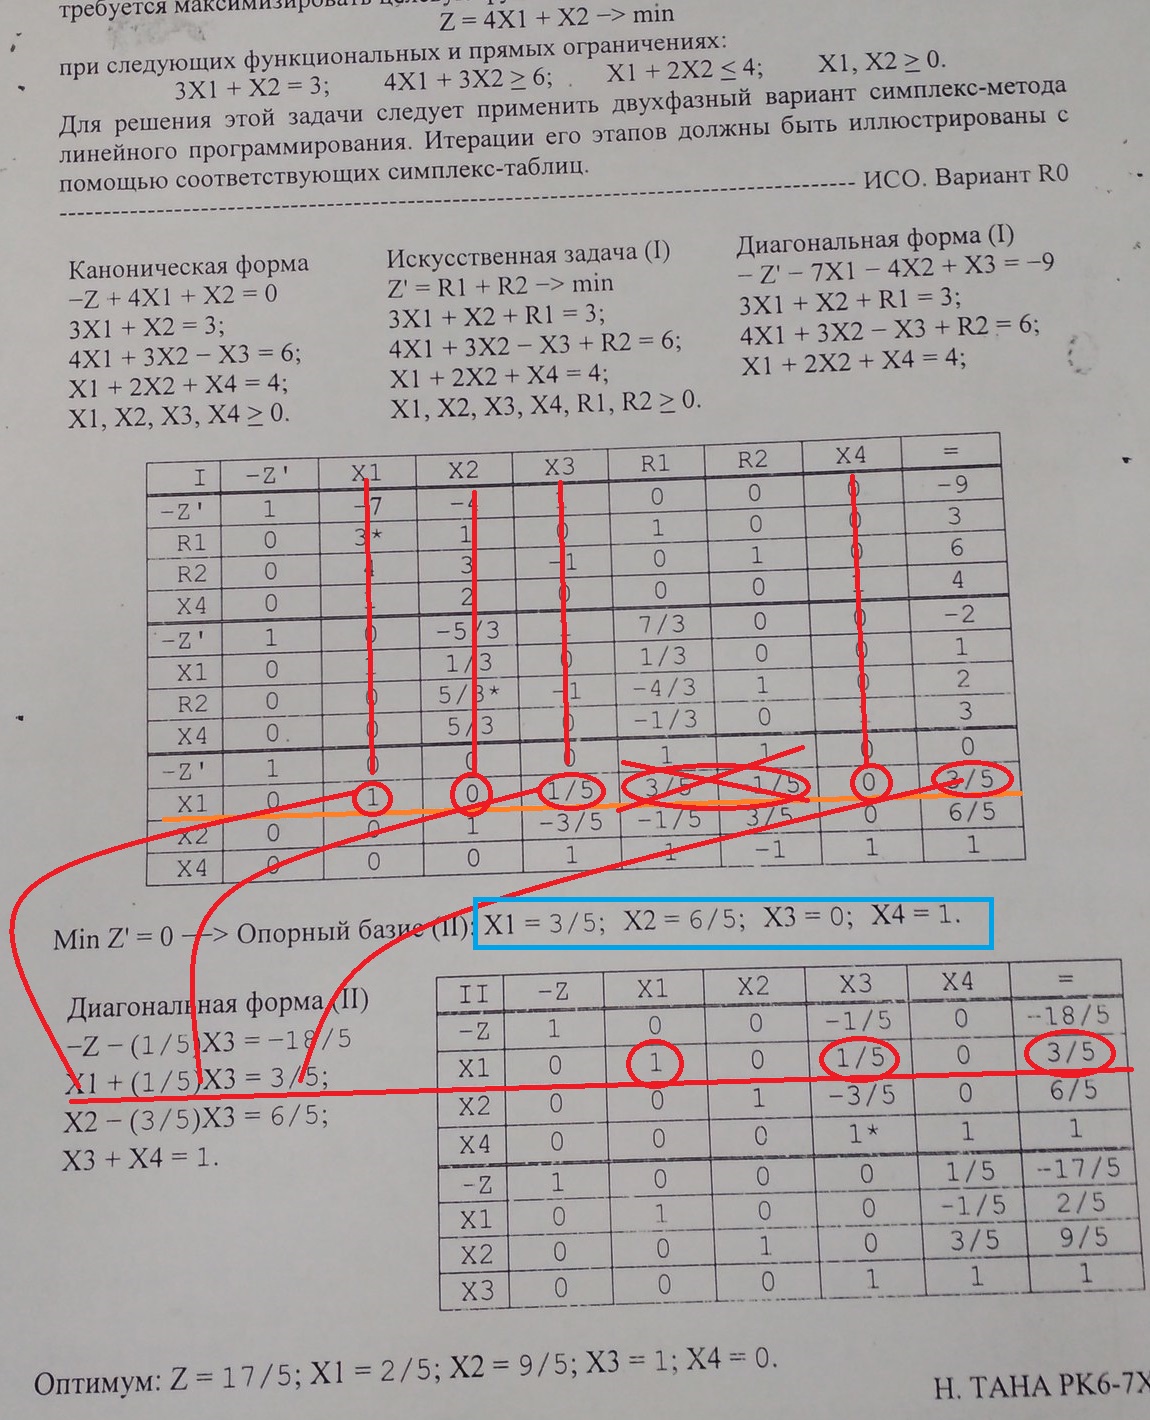 требуется максимизировать
Z = 4X1 + X2 –> min
при следующих функциональных и прямых ограничениях:
3X1 + X2 = 3; 4X1 + 3X2 ≥ 6; X1 + 2X2 ≤ 4; X1, X2 ≥ 0.
Для решения этой задачи следует применить двухфазный вариант симплекс-метода
линейного программирования. Итерации его этапов должны быть иллюстрированы с
помощью соответствующих симплекс-таблиц.
ИСО. Вариант R0
Каноническая форма
–Z + 4X1 + X2 = 0
3X1 + X2 = 3;
4X1 + 3X2 – X3 = 6;
X1 + 2X2 + X4 = 4;
X1, X2, X3, X4 ≥ 0.
Искусственная задача (I)
Z' = R1 + R2 –> min
3X1 + X2 + R1 = 3;
4X1 + 3X2 – X3 + R2 = 6;
X1 + 2X2 + X4 = 4;
X1, X2, X3, X4, R1, R2 ≥ 0.
Диагональная форма (I)
– Z' – 7X1 – 4X2 + X3 = –9
3X1 + X2 + R1 = 3;
4X1 + 3X2 – X3 + R2 = 6;
X1 + 2X2 + X4 = 4;
I -Z' X1 X2 X3 R1 R2 X4 =
-Z' 1 -7 -4 1 0 0 0 -9
R1 0 3* 1 0 1 0 0 3
R2 0 4 3 -1 0 1 0 6
X4 0 1 2 0 0 0 1 4
-Z' 1 0 -5/3 1 7/3 0 0 -2
X1 0 1 1/3 0 1/3 0 0 1
R2 0 0 5/3* -1 -4/3 1 0 2
X4 0 0 5/3 0 -1/3 0 1 3
-Z' 1 0 0 0 1 1 0 0
X1 0 1 0 1/5 3/5 -1/5 0 3/5
X2 0 0 1 -3/5 -1/5 3/5 0 6/5
X4 0 0 0 1 1 -1 1 1
Min Z' = 0 —> Опорный базис (II): X1 = 3/5; X2 = 6/5; X3 = 0; X4 = 1.
Диагональная форма (II)
–Z – (1/5)X3 = –18/5
X1 + (1/5)X3 = 3/5;
X2 – (3/5)X3 = 6/5;
X3 + X4 = 1.
II -Z X1 X2 X3 X4 =
-Z 1 0 0 -1/5 0 -18/5
X1 0 1 0 1/5 0 3/5
X2 0 0 1 -3/5 0 6/5
X4 0 0 0 1* 1 1
-Z 1 0 0 0 1/5 -17/5
X1 0 1 0 0 -1/5 2/5
X2 0 0 1 0 3/5 9/5
X3 0 0 0 1 1 1
Оптимум: Z = 17/5; X1 = 2/5; X2 = 9/5; X3 = 1; X4 = 0.
Н. ТАНА РК6-7X